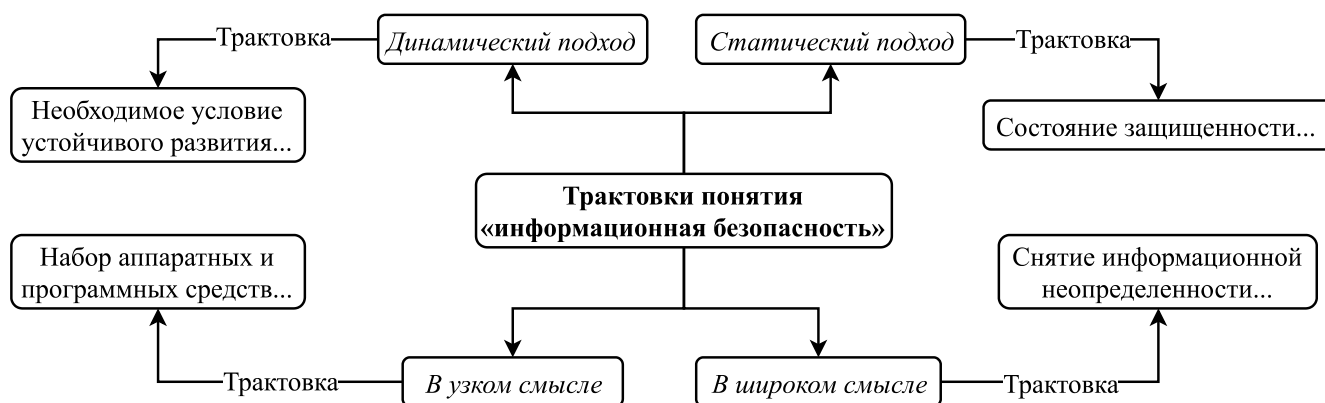 Трактовка
Динамический подход
Статический подход
Трактовка
Необходимое условие
устойчивого развития...
Состояние защищенности...
Трактовки понятия
«информационная безопасность»
Набор аппаратных и
программных средств...
Снятие информационной
неопределенности...
Трактовка
В узком смысле
В широком смысле
Трактовка